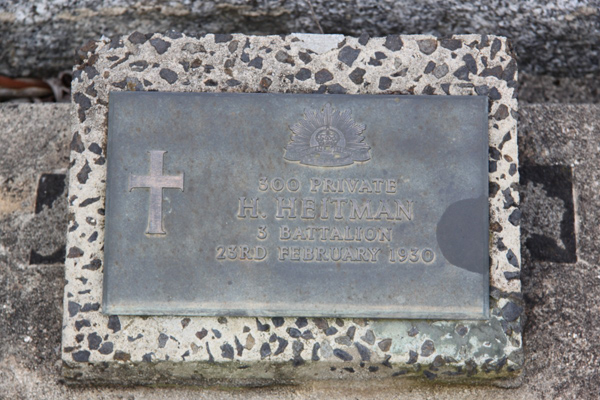 300 PRIVATE
H. HEITMAN
3 BATTALION
23RD FEBRUARY 1930